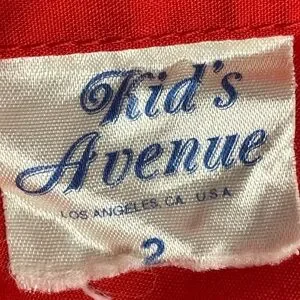 Kid's
Avenue
LOS ANGELES, CA. U.S.A.
2